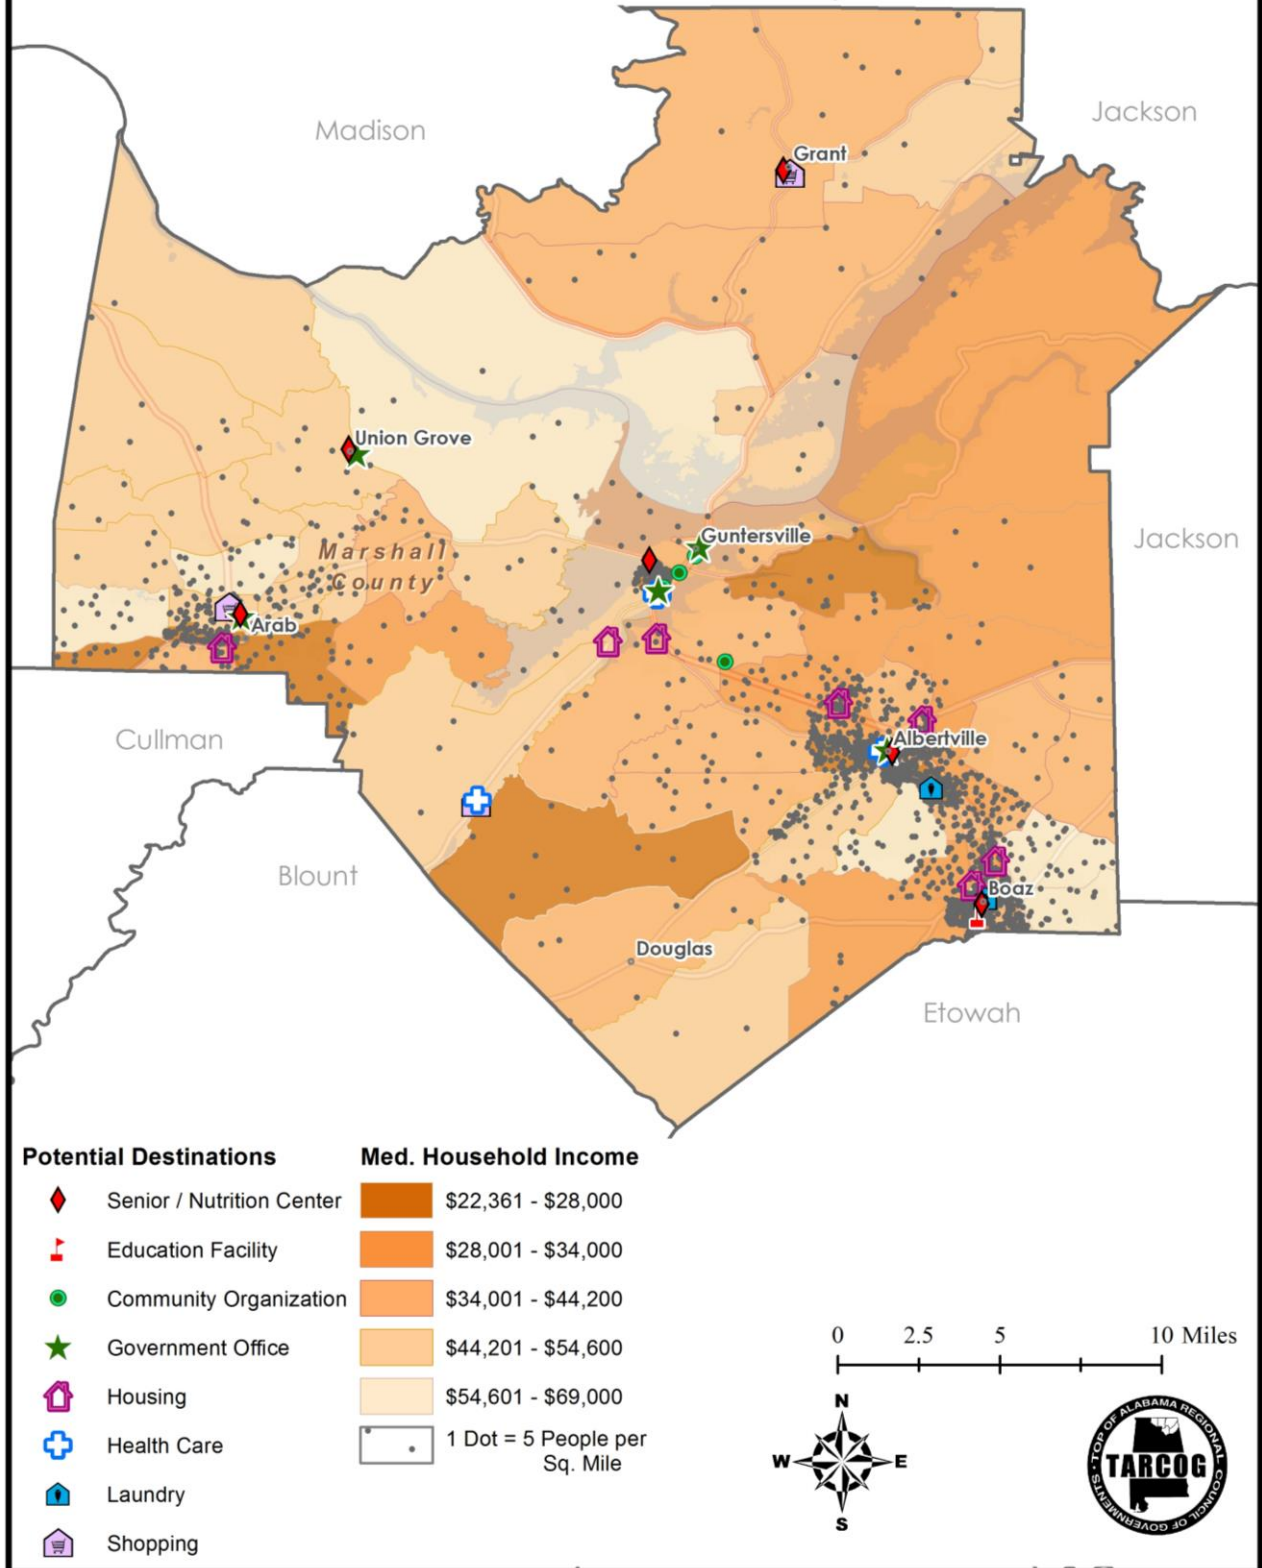 Madison
Jackson
Grant
Union Grove
Guntersville
Jackson
Marshall
County
Arab
Cullman
Albertville
Blount
Boaz
Douglas
Etowah
Potential Destinations
Senior / Nutrition Center
Education Facility
Community Organization
Government Office
Housing
Health Care
Laundry
Shopping
Med. Household Income
$22,361 - $28,000
$28,001 - $34,000
$34,001 - $44,200
$44,201 - $54,600
$54,601 - $69,000
1 Dot = 5 People per
Sq. Mile
0 2.5 5 10 Miles
N
W E
S
TOP OF ALABAMA REGIONAL
TARCOG
COUNCIL OF GOVERNMENTS